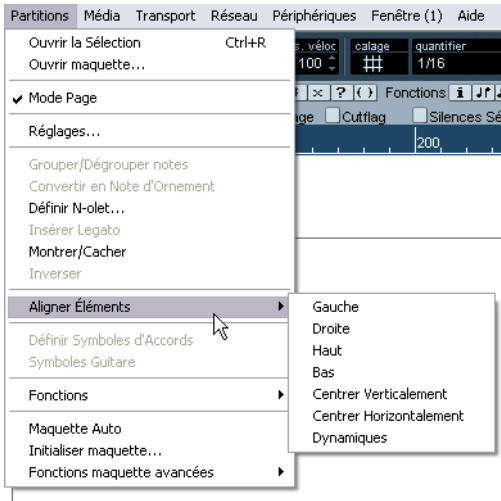 Partitions Média Transport Réseau Périphériques Fenêtre (1) Aide
Ouvrir la Sélection Ctrl+R
Ouvrir maquette...
s. véloc calage quantifier
100 1/16
Mode Page
? Fonctions
Cutflag Silences Sé
Réglages...
200
Grouper/Dégrouper notes
Convertir en Note d'Ornement
Définir N-olet...
Insérer Legato
Montrer/Cacher
Inverser
Aligner Éléments
Gauche
Droite
Haut
Bas
Centrer Verticalement
Centrer Horizontalement
Dynamiques
Définir Symboles d'Accords
Symboles Guitare
Fonctions
Maquette Auto
Initialiser maquette...
Fonctions maquette avancées